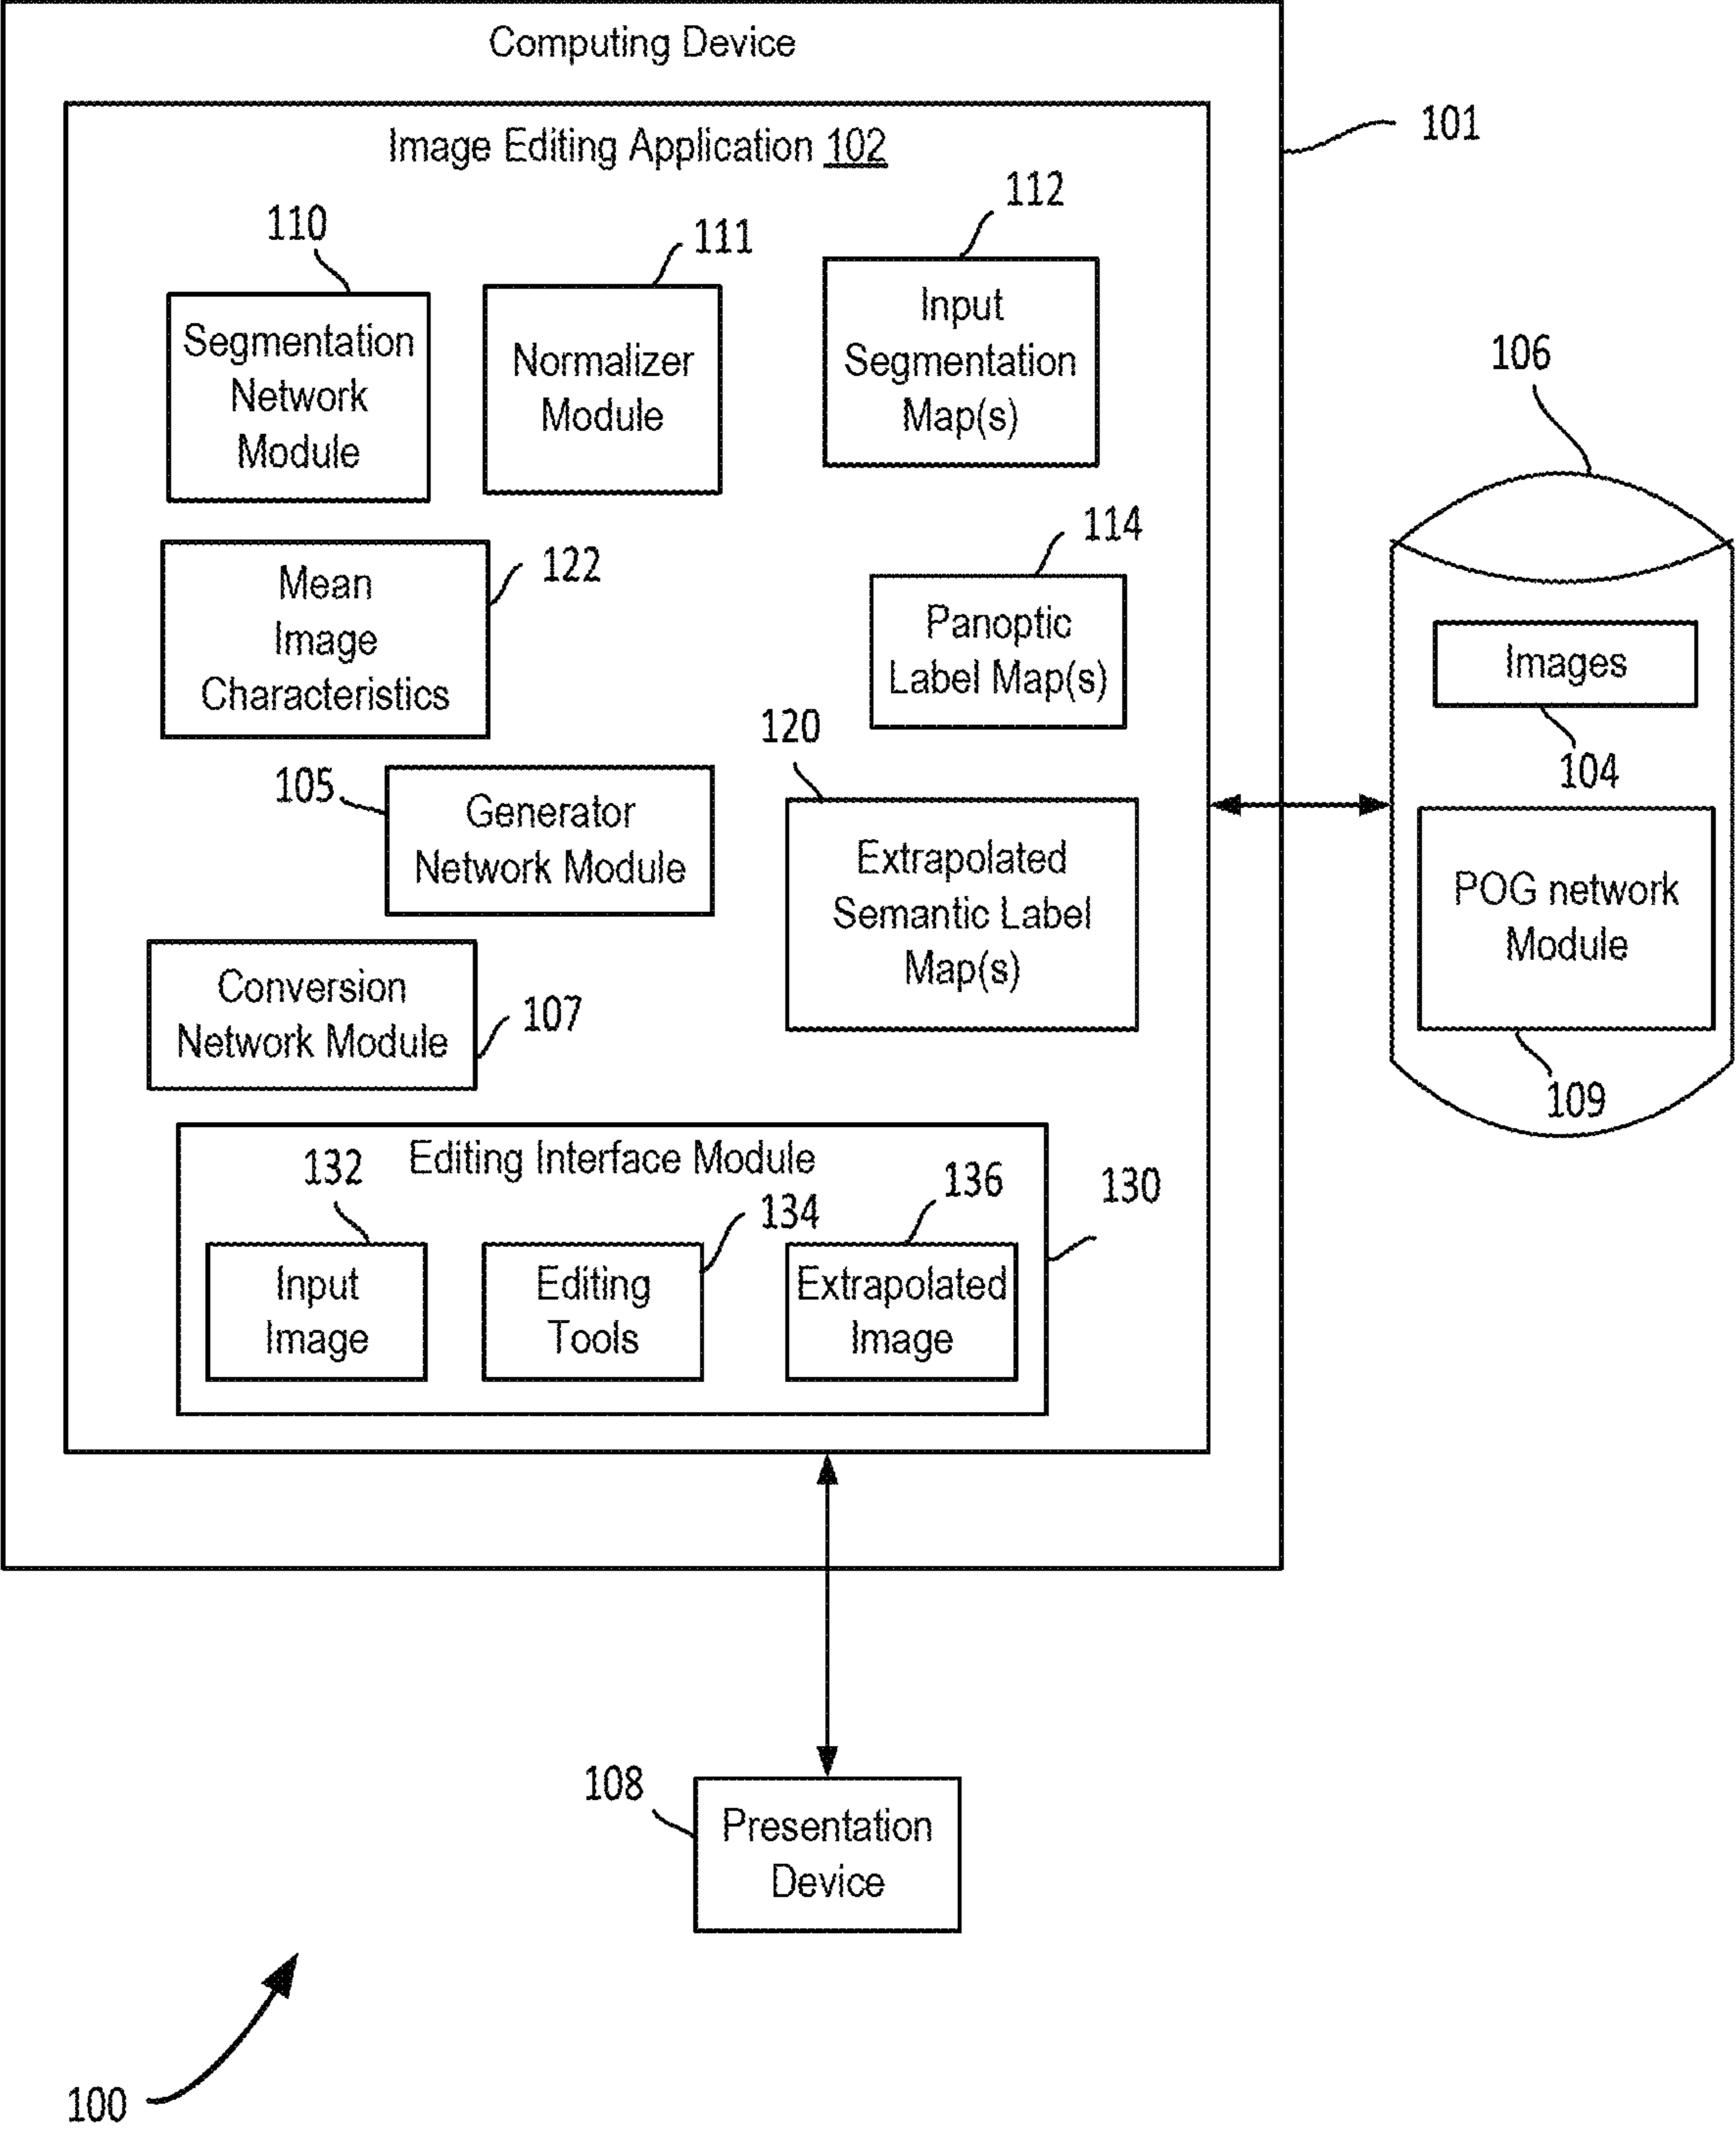 Computing Device
101
Image Editing Application 102
110
111
112
Segmentation
Network
Module
Normalizer
Module
Input
Segmentation
Map(s)
106
122
Mean
Image
Characteristics
114
Panoptic
Label Map(s)
Images
104
120
105
Generator
Network Module
Extrapolated
Semantic Label
Map(s)
POG network
Module
109
Conversion
Network Module
107
Editing Interface Module
130
132
134
136
Input
Image
Editing
Tools
Extrapolated
Image
108
Presentation
Device
100